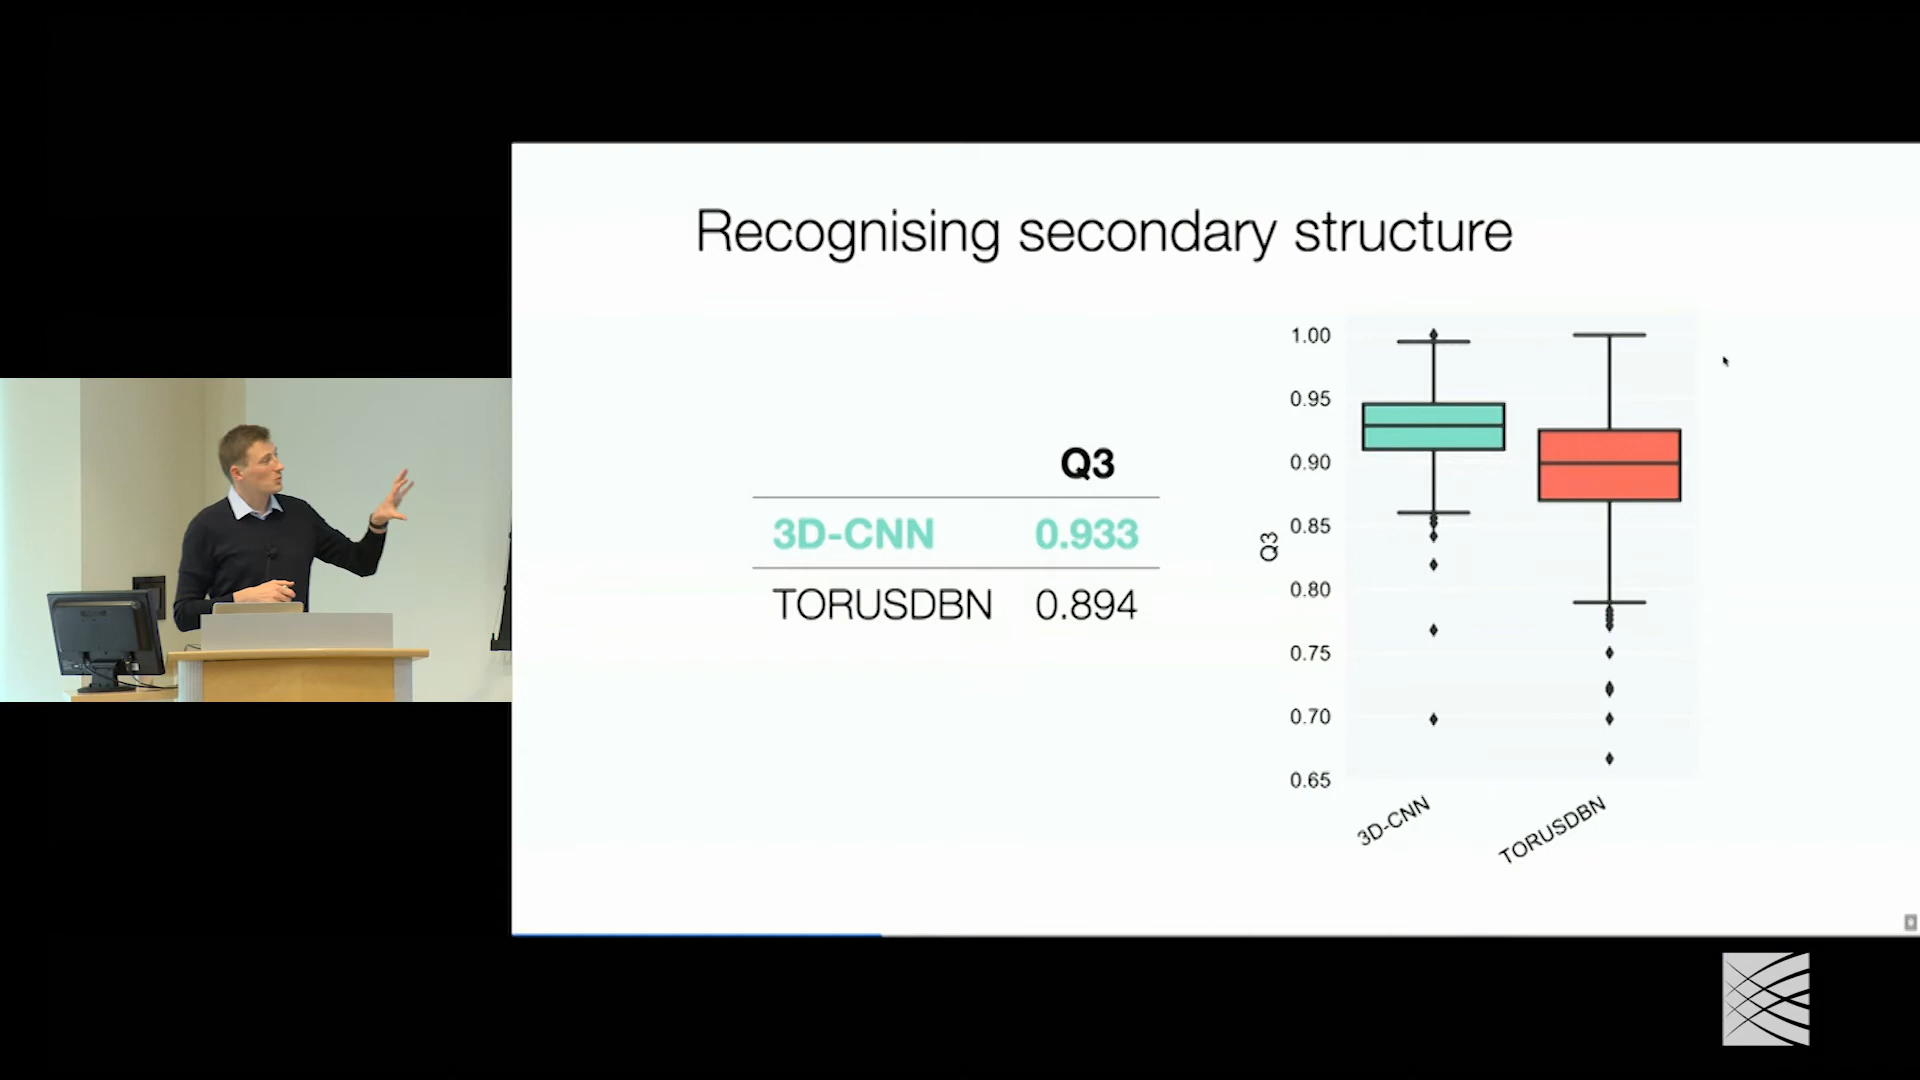 Recognising secondary structure
Q3
3D-CNN 0.933
TORUSDBN 0.894
1.00
0.95
0.90
0.85
0.80
0.75
0.70
0.65
Q3
3D-CNN
TORUSDBN